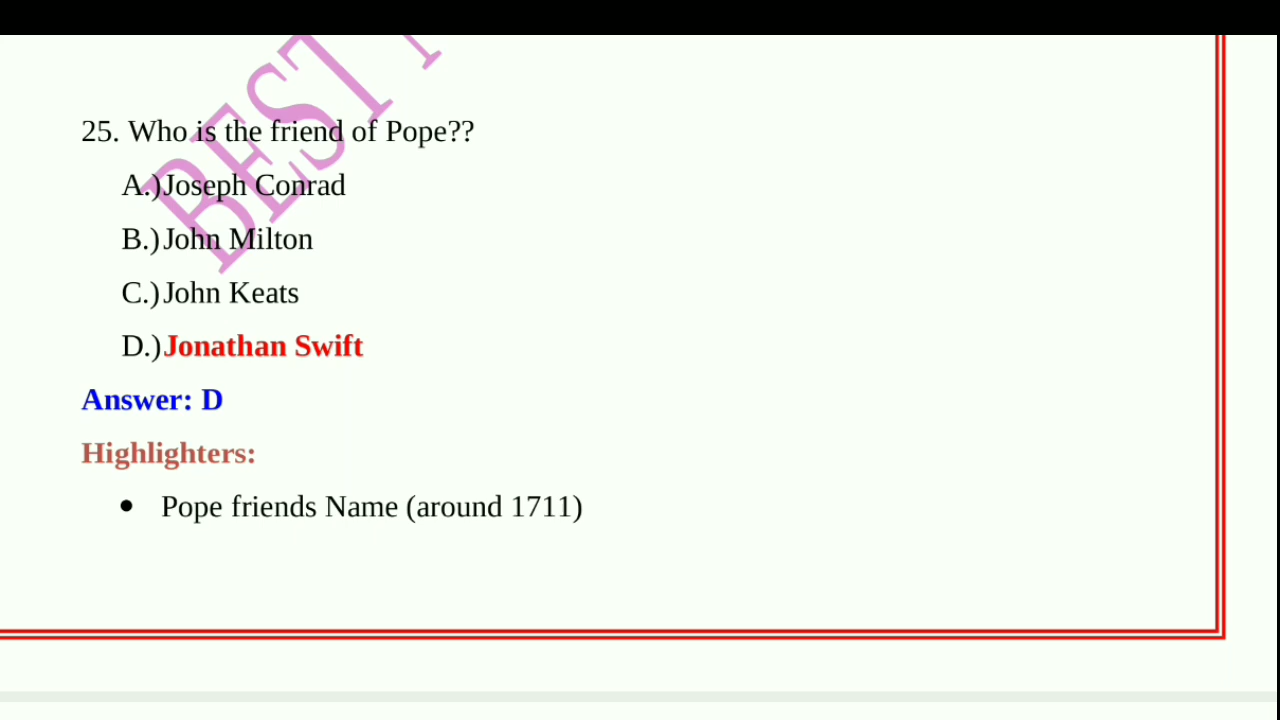 25. Who is the friend of Pope??
A.)Joseph Conrad
B.)John Milton
C.)John Keats
D.)Jonathan Swift
Answer: D
Highlighters:
• Pope friends Name (around 1711)
BEST